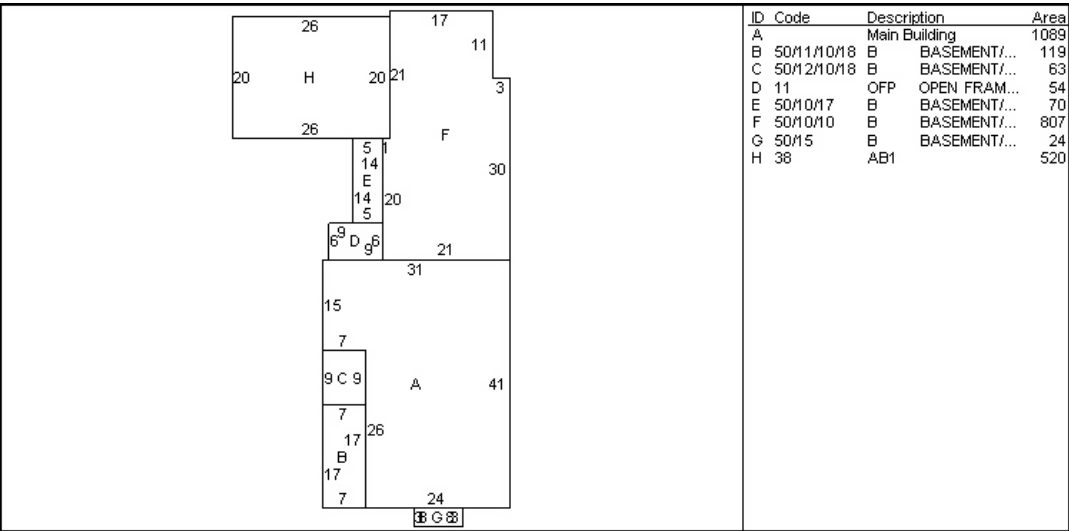 26
17
11
20
H
20
21
3
26
F
5
1
14
E
30
14
20
5
9
6
D
6
9
21
31
15
7
9 C 9
A
41
7
17
26
B
17
7
24
G
ID Code Description Area
A Main Building 1089
B 50/11/10/18 B BASEMENT/... 119
C 50/12/10/18 B BASEMENT/... 63
D 11 OFP OPEN FRAM... 54
E 50/10/17 B BASEMENT/... 70
F 50/10/10 B BASEMENT/... 807
G 50/15 B BASEMENT/... 24
H 38 AB1 520